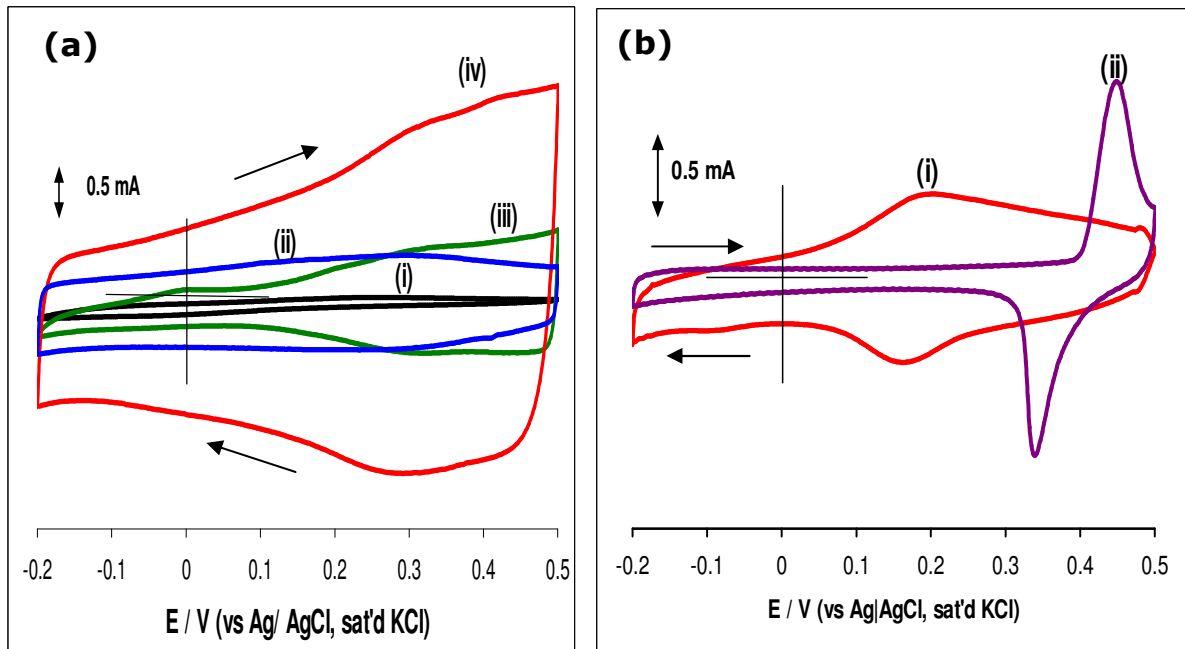 (a)
(iv)
0.5 mA
(iii)
(ii)
(i)
-0.2 -0.1 0 0.1 0.2 0.3 0.4 0.5
E / V (vs Ag/ AgCl, sat'd KCl)
(b)
(ii)
0.5 mA
(i)
-0.2 -0.1 0 0.1 0.2 0.3 0.4 0.5
E / V (vs Ag|AgCl, sat'd KCl)